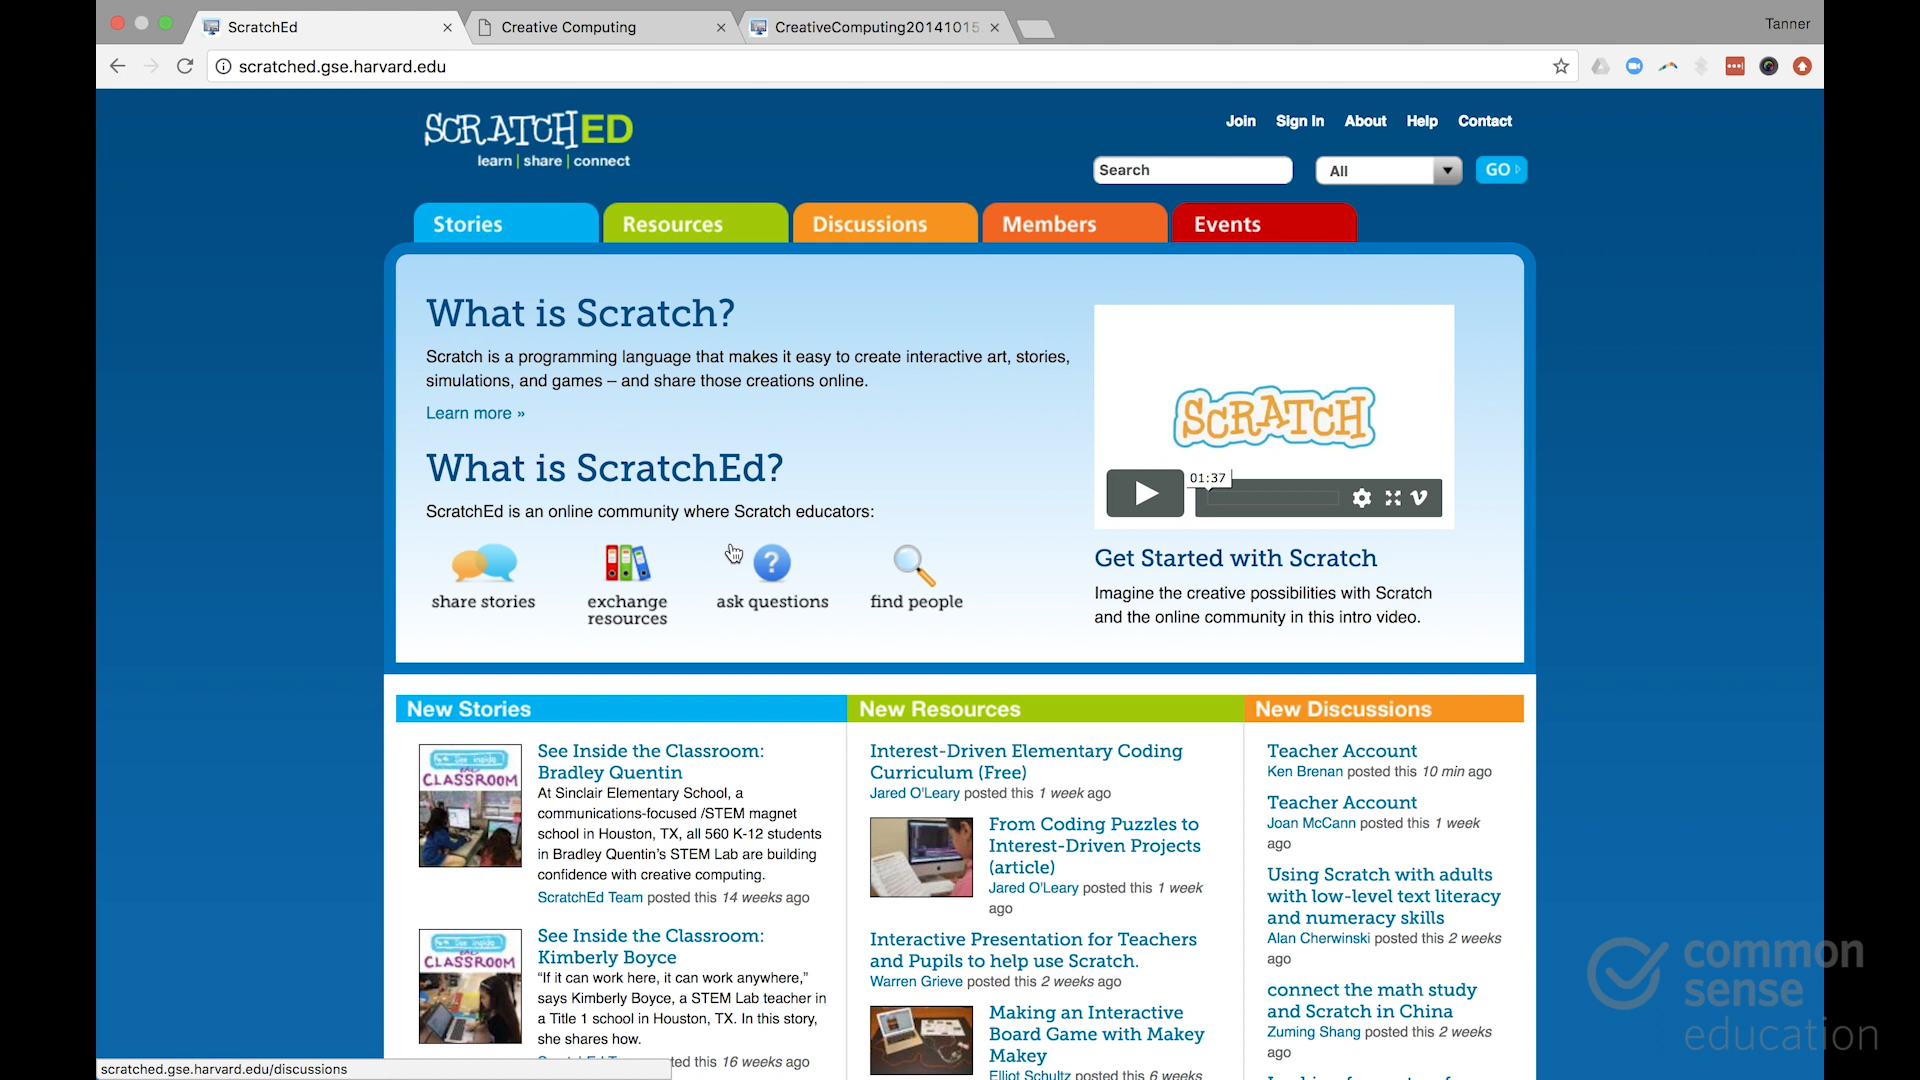 ScratchED
Creative Computing
CreativeComputing20141015
Tanner
scratched.gse.harvard.edu
SCRATCHED
learn | share | connect
Join
Sign In
About
Help
Contact
Search
All
GO
Stories
Resources
Discussions
Members
Events
What is Scratch?
Scratch is a programming language that makes it easy to create interactive art, stories,
simulations, and games – and share those creations online.
Learn more »
What is ScratchEd?
ScratchEd is an online community where Scratch educators:
share stories
exchange
resources
?
ask questions
find people
SCRATCH
01:37
Get Started with Scratch
Imagine the creative possibilities with Scratch
and the online community in this intro video.
New Stories
See inside
THE
CLASSROOM
See Inside the Classroom:
Bradley Quentin
At Sinclair Elementary School, a
communications-focused /STEM magnet
school in Houston, TX, all 560 K-12 students
in Bradley Quentin's STEM Lab are building
confidence with creative computing.
ScratchEd Team posted this 14 weeks ago
See inside
THE
CLASSROOM
See Inside the Classroom:
Kimberly Boyce
“If it can work here, it can work anywhere,”
says Kimberly Boyce, a STEM Lab teacher in
a Title 1 school in Houston, TX. In this story,
she shares how.
ted this 16 weeks ago
New Resources
Interest-Driven Elementary Coding
Curriculum (Free)
Jared O'Leary posted this 1 week ago
From Coding Puzzles to
Interest-Driven Projects
(article)
Jared O'Leary posted this 1 week
ago
Interactive Presentation for Teachers
and Pupils to help use Scratch.
Warren Grieve posted this 2 weeks ago
Making an Interactive
Board Game with Makey
Makey
Elliot Schultz posted this 6 weeks
New Discussions
Teacher Account
Ken Brenan posted this 10 min ago
Teacher Account
Joan McCann posted this 1 week
ago
Using Scratch with adults
with low-level text literacy
and numeracy skills
Alan Cherwinski posted this 2 weeks
ago
connect the math study
and Scratch in China
Zuming Shang posted this 2 weeks
ago
scratched.gse.harvard.edu/discussions
common
sense
education